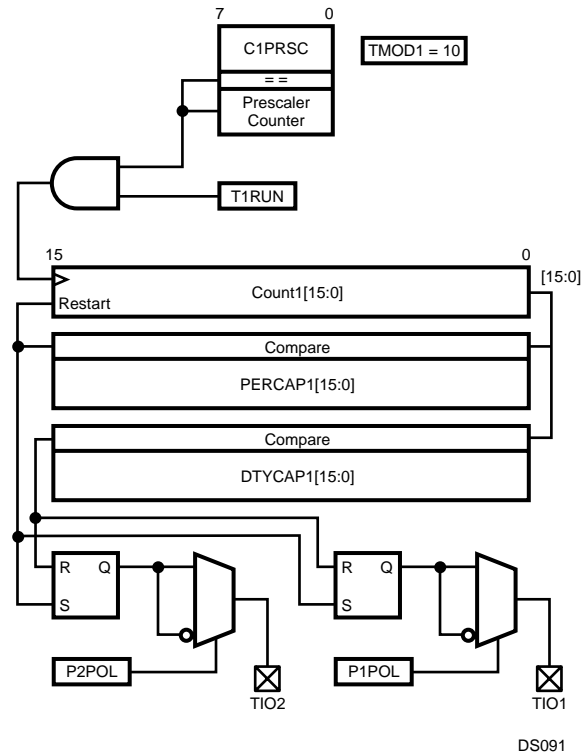 7 0
C1PRSC
TMOD1 = 10
= =
Prescaler
Counter
T1RUN
15 0
[15:0]
Count1[15:0]
Restart
Compare
PERCAP1[15:0]
Compare
DTYCAP1[15:0]
R Q R Q
S S
P2POL P1POL
TIO2 TIO1
DS091